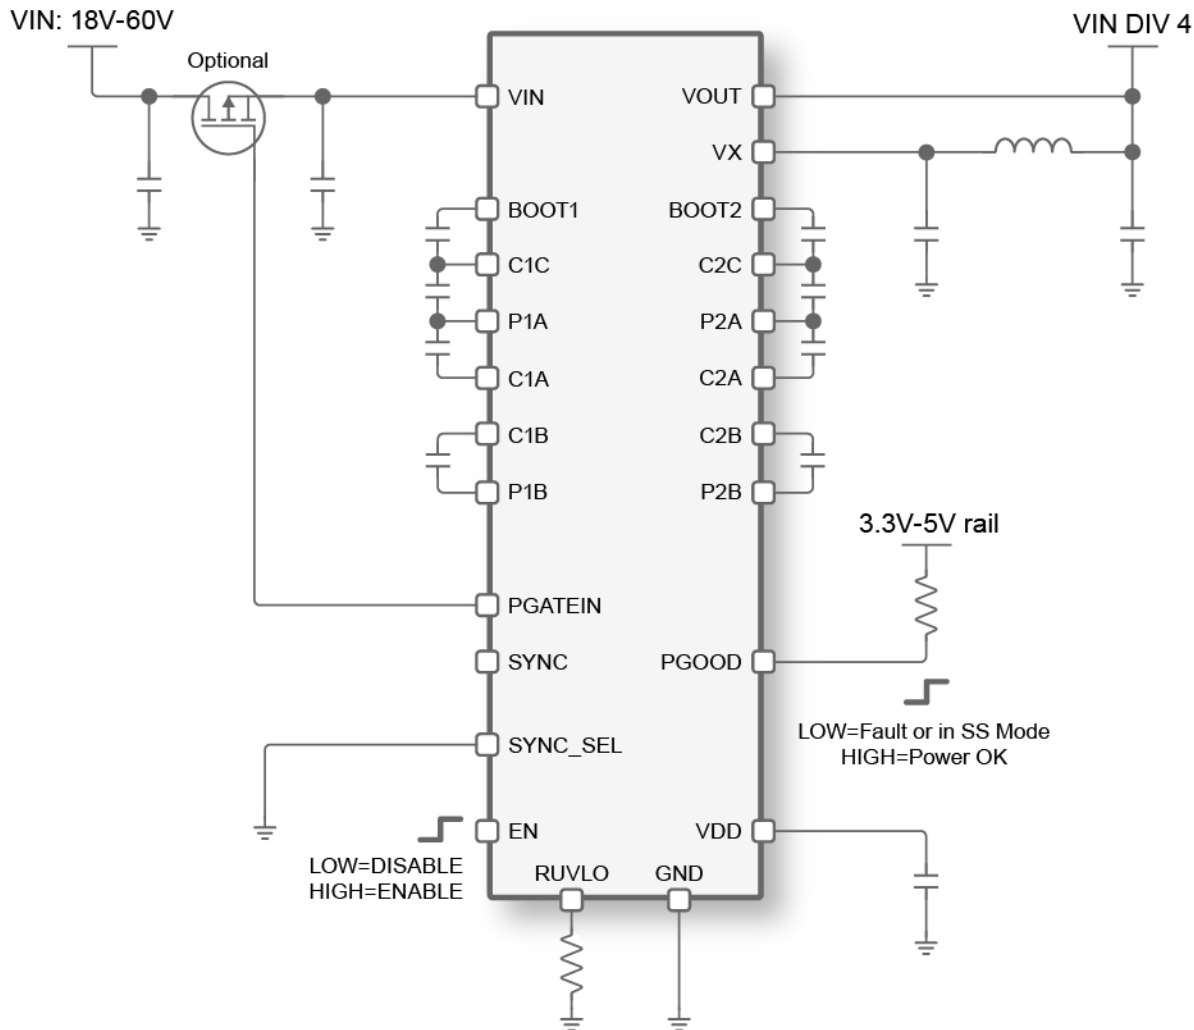 VIN: 18V-60V
VIN DIV 4
Optional
VIN
VOUT
VX
BOOT1
BOOT2
C1C
C2C
P1A
P2A
C1A
C2A
C1B
C2B
P1B
P2B
3.3V-5V rail
PGATEIN
SYNC
PGOOD
LOW=Fault or in SS Mode
HIGH=Power OK
SYNC_SEL
EN
VDD
LOW=DISABLE
HIGH=ENABLE
RUVLO
GND